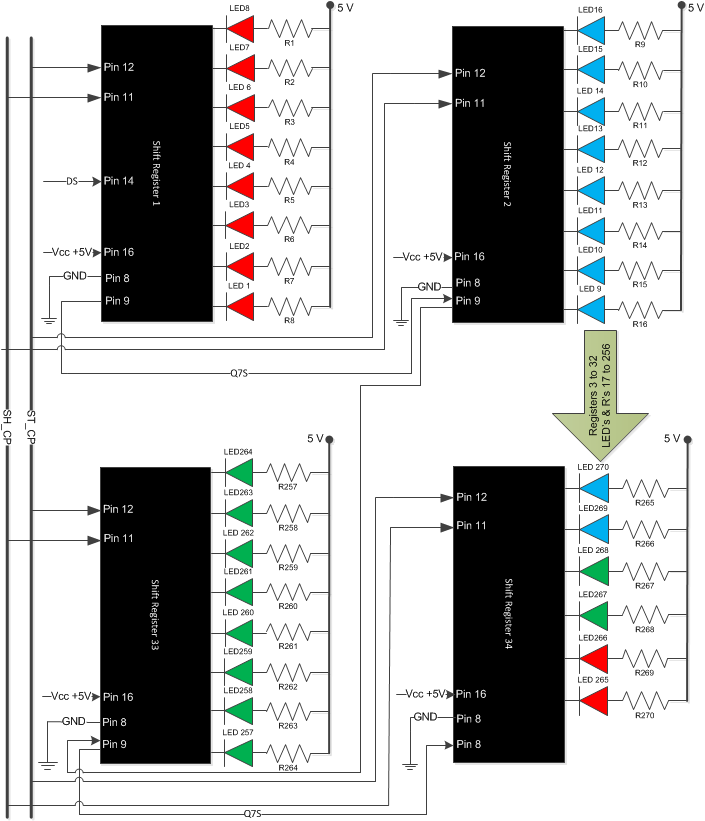 LED8
5 V
R1
LED7
R2
LED 6
R3
LED5
R4
LED 4
R5
LED3
R6
LED2
R7
LED 1
R8
Pin 12
Pin 11
DS
Pin 14
Vcc +5V
Pin 16
GND
Pin 8
Pin 9
Shift Register 1
LED16
5 V
R9
LED15
R10
LED 14
R11
LED13
R12
LED 12
R13
LED11
R14
LED10
R15
LED 9
R16
Pin 12
Pin 11
Vcc +5V
Pin 16
GND
Pin 8
Pin 9
Shift Register 2
Q7S
SH_CP
ST_CP
Registers 3 to 32
LED's & R's 17 to 256
5 V
LED264
R257
LED263
R258
LED 262
R259
LED261
R260
LED 260
R261
LED259
R262
LED258
R263
LED 257
R264
Pin 12
Pin 11
Vcc +5V
Pin 16
GND
Pin 8
Pin 9
Shift Register 33
5 V
LED 270
R265
LED269
R266
LED 268
R267
LED267
R268
LED266
R269
LED 265
R270
Pin 12
Pin 11
Vcc +5V
Pin 16
GND
Pin 8
Pin 8
Shift Register 34
Q7S